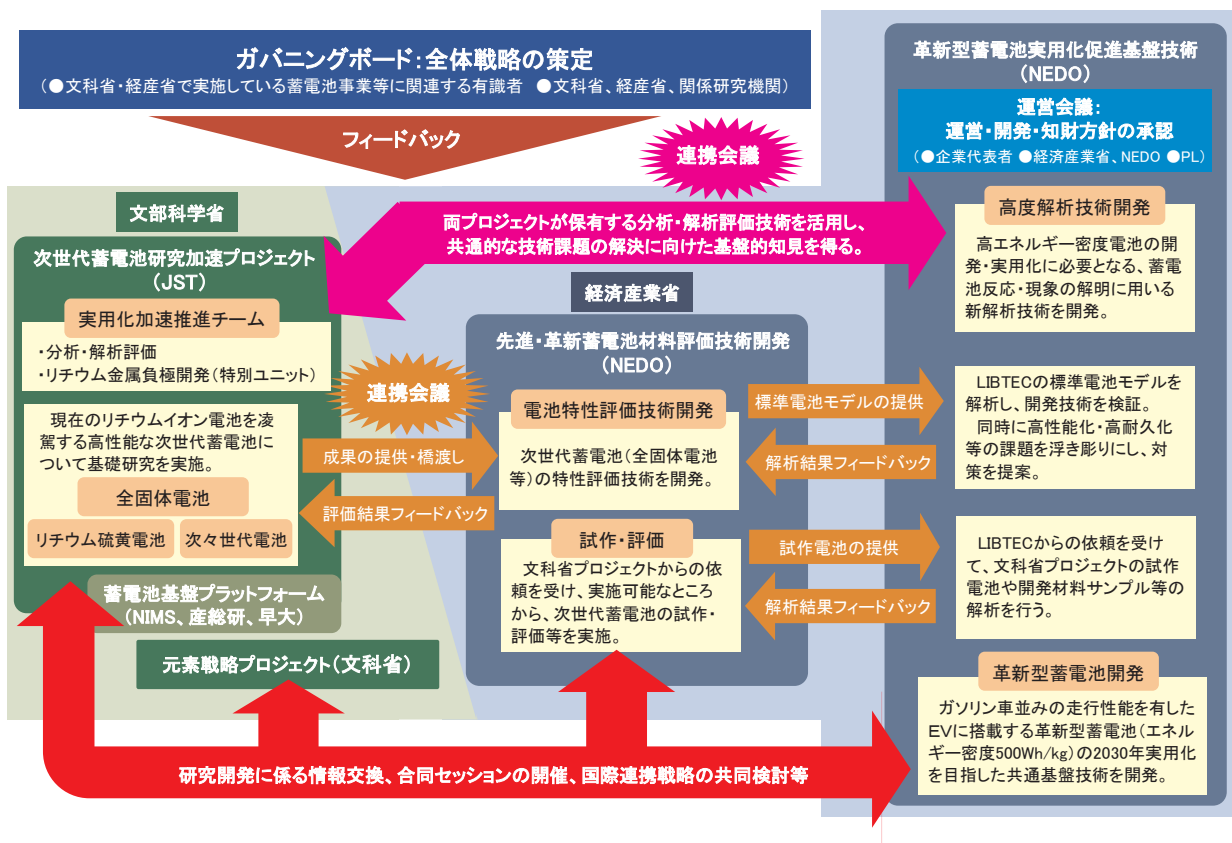 ガバニングボード：全体戦略の策定
（●文科省・経産省で実施している蓄電池事業等に関連する有識者　●文科省、経産省、関係研究機関）
フィードバック
連携会議
革新型蓄電池実用化促進基盤技術
（NEDO）
運営会議：
運営・開発・知財方針の承認
（●企業代表者 ●経済産業省、NEDO ●PL）
文部科学省
次世代蓄電池研究加速プロジェクト
（JST）
実用化加速推進チーム
・分析・解析評価
・リチウム金属負極開発（特別ユニット）
現在のリチウムイオン電池を凌
駕する高性能な次世代蓄電池に
ついて基礎研究を実施。
全固体電池
リチウム硫黄電池
次々世代電池
蓄電池基盤プラットフォーム
（NIMS、産総研、早大）
元素戦略プロジェクト（文科省）
両プロジェクトが保有する分析・解析評価技術を活用し、
共通的な技術課題の解決に向けた基盤的知見を得る。
連携会議
成果の提供・橋渡し
評価結果フィードバック
経済産業省
先進・革新蓄電池材料評価技術開発
（NEDO）
電池特性評価技術開発
次世代蓄電池（全固体電池
等）の特性評価技術を開発。
試作・評価
文科省プロジェクトからの依
頼を受け、実施可能なところ
から、次世代蓄電池の試作・
評価等を実施。
標準電池モデルの提供
解析結果フィードバック
試作電池の提供
解析結果フィードバック
高度解析技術開発
高エネルギー密度電池の開
発・実用化に必要となる、蓄電
池反応・現象の解明に用いる
新解析技術を開発。
LIBTECの標準電池モデルを
解析し、開発技術を検証。
同時に高性能化・高耐久化
等の課題を浮き彫りにし、対
策を提案。
LIBTECからの依頼を受け
て、文科省プロジェクトの試作
電池や開発材料サンプル等の
解析を行う。
革新型蓄電池開発
ガソリン車並みの走行性能を有した
EVに搭載する革新型蓄電池（エネル
ギー密度500Wh/kg）の2030年実用化
を目指した共通基盤技術を開発。
研究開発に係る情報交換、合同セッションの開催、国際連携戦略の共同検討等